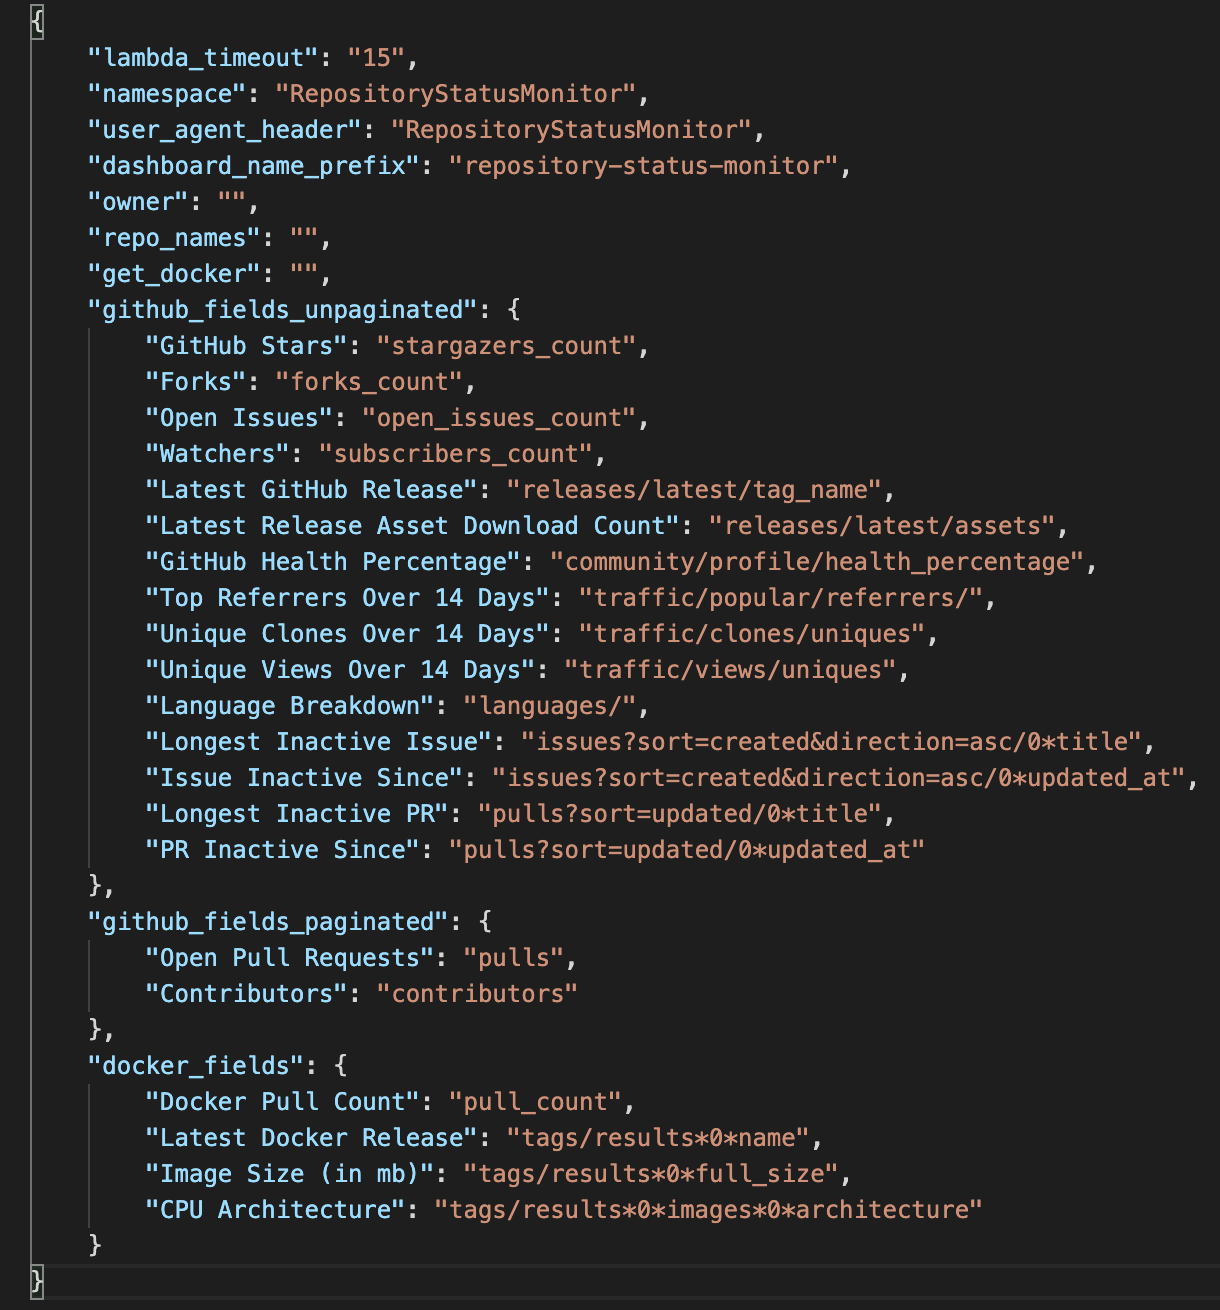 {
    "lambda_timeout": "15",
    "namespace": "RepositoryStatusMonitor",
    "user_agent_header": "RepositoryStatusMonitor",
    "dashboard_name_prefix": "repository-status-monitor",
    "owner": "",
    "repo_names": "",
    "get_docker": "",
    "github_fields_unpaginated": {
        "GitHub Stars": "stargazers_count",
        "Forks": "forks_count",
        "Open Issues": "open_issues_count",
        "Watchers": "subscribers_count",
        "Latest GitHub Release": "releases/latest/tag_name",
        "Latest Release Asset Download Count": "releases/latest/assets",
        "GitHub Health Percentage": "community/profile/health_percentage",
        "Top Referrers Over 14 Days": "traffic/popular/referrers/",
        "Unique Clones Over 14 Days": "traffic/clones/uniques",
        "Unique Views Over 14 Days": "traffic/views/uniques",
        "Language Breakdown": "languages/",
        "Longest Inactive Issue": "issues?sort=created&direction=asc/0*title",
        "Issue Inactive Since": "issues?sort=created&direction=asc/0*updated_at",
        "Longest Inactive PR": "pulls?sort=updated/0*title",
        "PR Inactive Since": "pulls?sort=updated/0*updated_at"
    },
    "github_fields_paginated": {
        "Open Pull Requests": "pulls",
        "Contributors": "contributors"
    },
    "docker_fields": {
        "Docker Pull Count": "pull_count",
        "Latest Docker Release": "tags/results*0*name",
        "Image Size (in mb)": "tags/results*0*full_size",
        "CPU Architecture": "tags/results*0*images*0*architecture"
    }
}